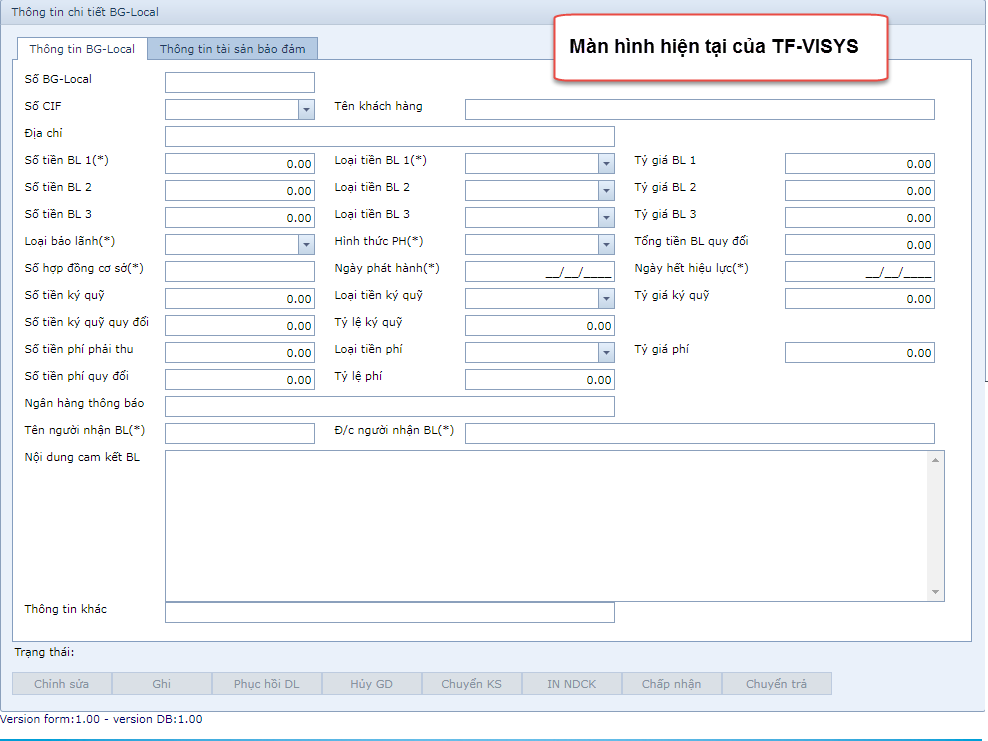 Thông tin chi tiết BG-Local
Màn hình hiện tại của TF-VISYS
Thông tin BG-Local Thông tin tài sản bảo đảm
Số BG-Local
Số CIF Tên khách hàng
Địa chỉ
Số tiền BL 1(*) 0.00 Loại tiền BL 1(*) Tỷ giá BL 1 0.00
Số tiền BL 2 0.00 Loại tiền BL 2 Tỷ giá BL 2 0.00
Số tiền BL 3 0.00 Loại tiền BL 3 Tỷ giá BL 3 0.00
Loại bảo lãnh(*) Hình thức PH(*) Tổng tiền BL quy đổi 0.00
Số hợp đồng cơ sở(*) Ngày phát hành(*) __/__/____ Ngày hết hiệu lực(*) __/__/____
Số tiền ký quỹ 0.00 Loại tiền ký quỹ Tỷ giá ký quỹ 0.00
Số tiền ký quỹ quy đổi 0.00 Tỷ lệ ký quỹ 0.00
Số tiền phí phải thu 0.00 Loại tiền phí Tỷ giá phí 0.00
Số tiền phí quy đổi 0.00 Tỷ lệ phí 0.00
Ngân hàng thông báo
Tên người nhận BL(*) Đ/c người nhận BL(*)
Nội dung cam kết BL
Thông tin khác
Trạng thái:
Chỉnh sửa Ghi Phục hồi DL Hủy GD Chuyển KS IN NDCK Chấp nhận Chuyển trả
Version form:1.00 - version DB:1.00